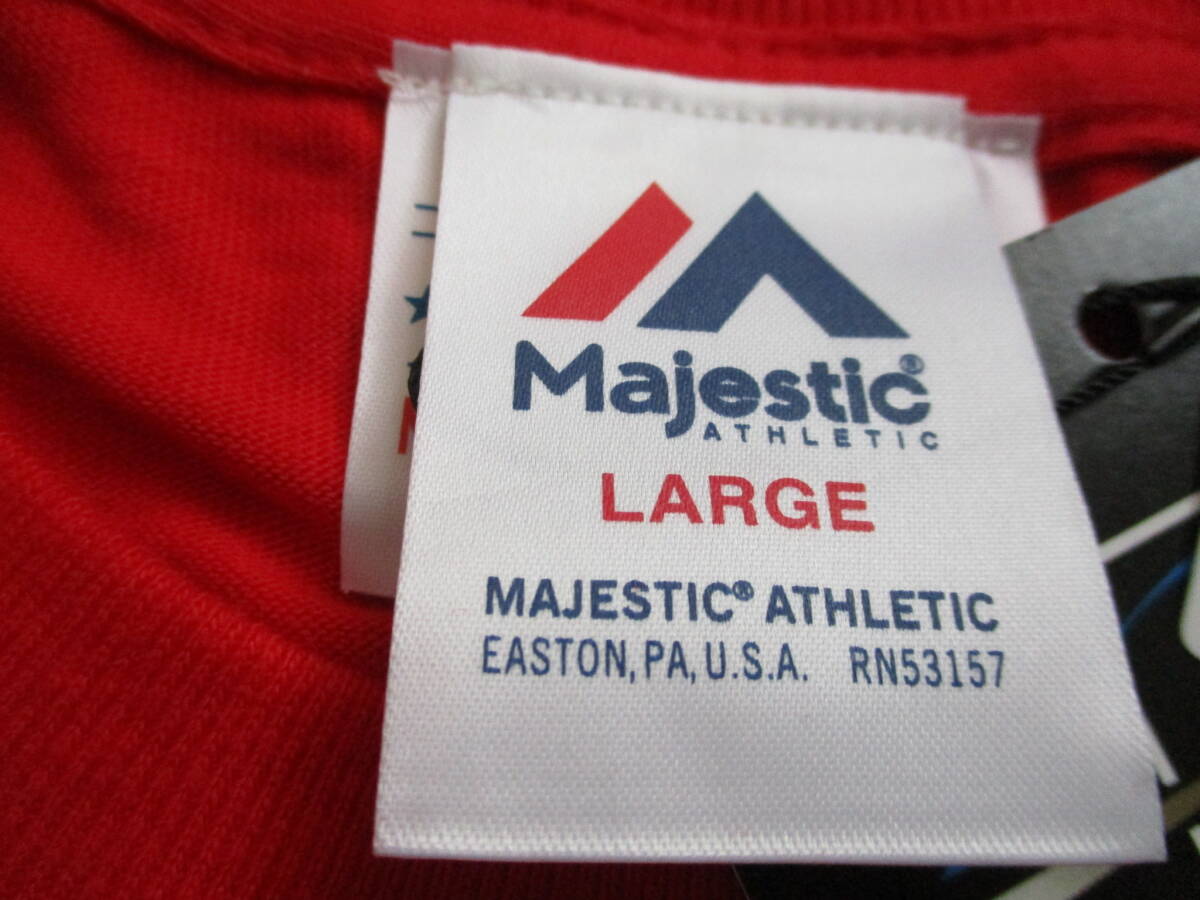 Majestic®
ATHLETIC
LARGE
MAJESTIC® ATHLETIC
EASTON, PA, U.S.A. RN53157